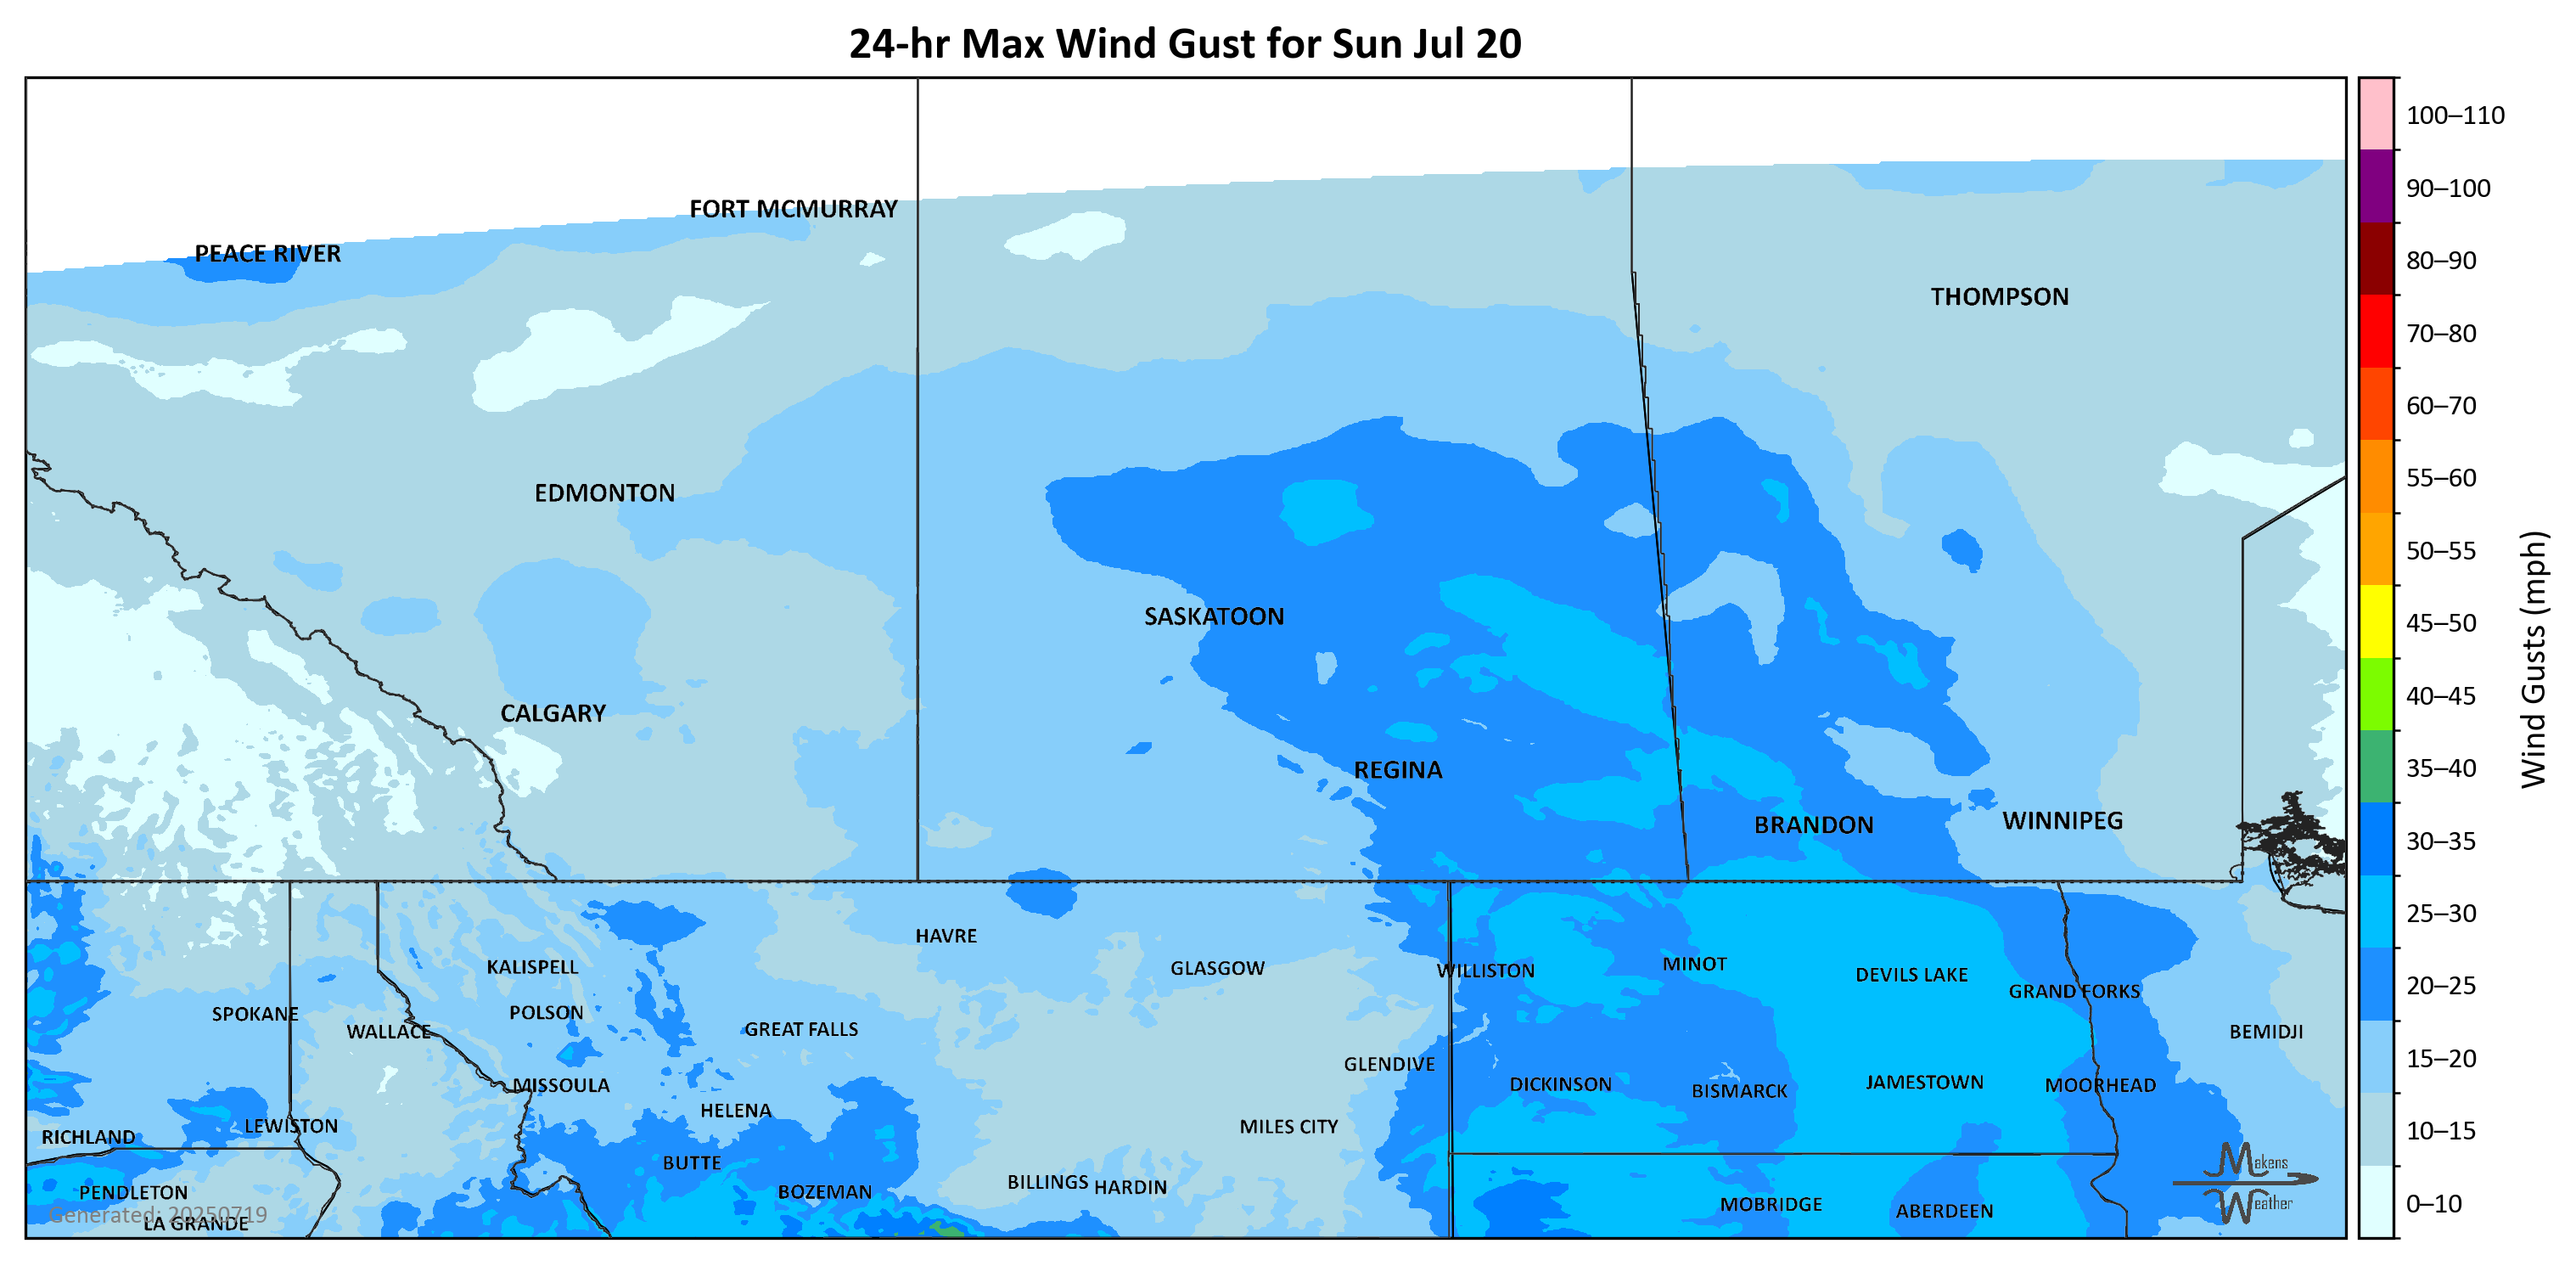 24-hr Max Wind Gust for Sun Jul 20
100–110
90–100
80–90
70–80
60–70
55–60
50–55
45–50
40–45
35–40
30–35
25–30
20–25
15–20
10–15
0–10
Wind Gusts (mph)
FORT MCMURRAY
PEACE RIVER
THOMPSON
EDMONTON
SASKATOON
CALGARY
REGINA
BRANDON
WINNIPEG
HAVRE
KALISPELL
GLASGOW
WILLISTON
MINOT
DEVILS LAKE
GRAND FORKS
SPOKANE
POLSON
WALLACE
GREAT FALLS
BEMIDJI
GLENDIVE
MISSOULA
DICKINSON
BISMARCK
JAMESTOWN
MOORHEAD
HELENA
LEWISTON
MILES CITY
RICHLAND
BUTTE
BILLINGS
HARDIN
PENDLETON
BOZEMAN
MOBRIDGE
ABERDEEN
Generated: 20250719
LA GRANDE
Makens
Weather